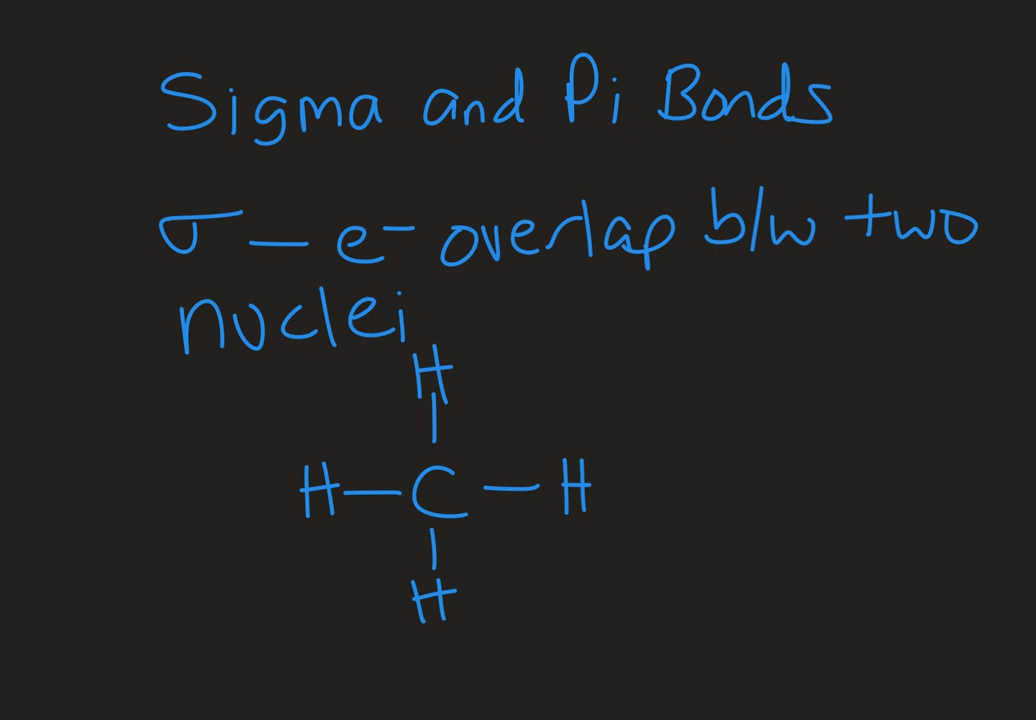 Sigma and Pi Bonds
σ — e- overlap b/w two
nuclei
H
H — C — H
H